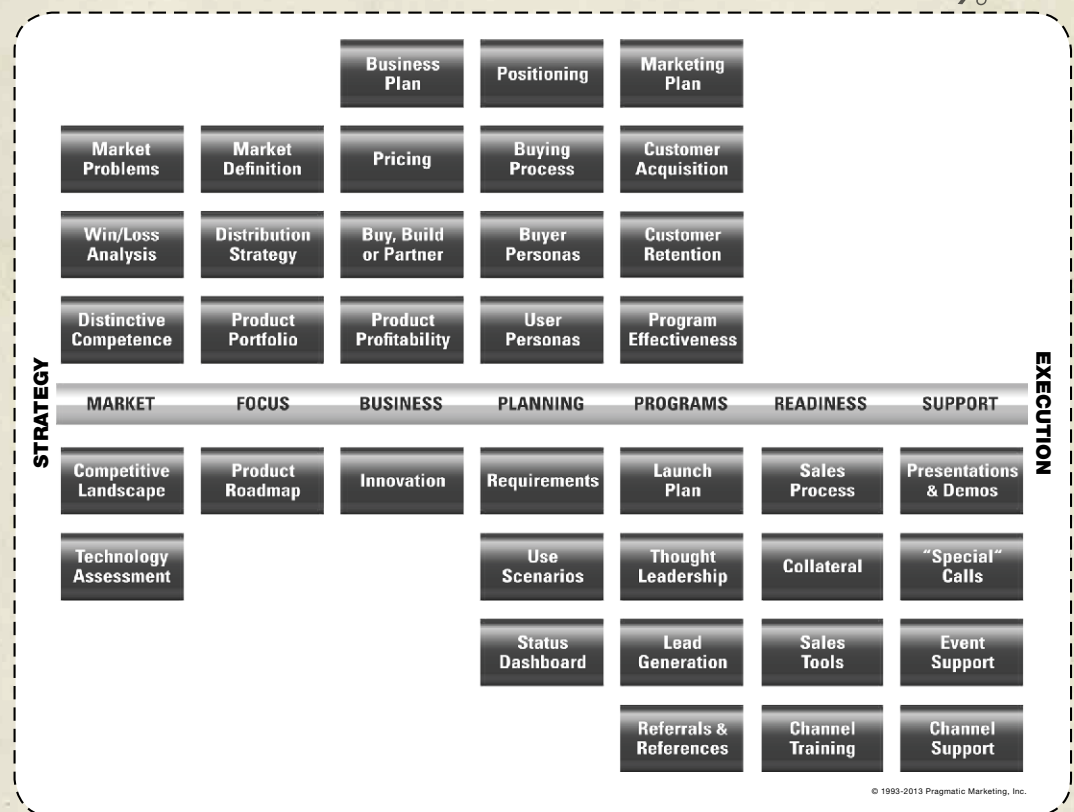 Business
Plan
Positioning
Marketing
Plan
Market
Problems
Market
Definition
Pricing
Buying
Process
Customer
Acquisition
Win/Loss
Analysis
Distribution
Strategy
Buy, Build
or Partner
Buyer
Personas
Customer
Retention
Distinctive
Competence
Product
Portfolio
Product
Profitability
User
Personas
Program
Effectiveness
STRATEGY
MARKET
FOCUS
BUSINESS
PLANNING
PROGRAMS
READINESS
SUPPORT
EXECUTION
Competitive
Landscape
Product
Roadmap
Innovation
Requirements
Launch
Plan
Sales
Process
Presentations
& Demos
Technology
Assessment
Use
Scenarios
Thought
Leadership
Collateral
“Special“
Calls
Status
Dashboard
Lead
Generation
Sales
Tools
Event
Support
Referrals &
References
Channel
Training
Channel
Support
© 1993-2013 Pragmatic Marketing, Inc.